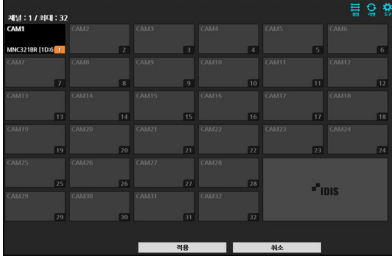 채널 : 1 / 최대 : 32
CAM1 CAM2 CAM3 CAM4 CAM5 CAM6
MNC321BR [1D:6 1 2 3 4 5 6
CAM7 CAM8 CAM9 CAM10 CAM11 CAM12
7 8 9 10 11 12
CAM13 CAM14 CAM15 CAM16 CAM17 CAM18
13 14 15 16 17 18
CAM19 CAM20 CAM21 CAM22 CAM23 CAM24
19 20 21 22 23 24
CAM25 CAM26 CAM27 CAM28
25 26 27 28
IDIS
CAM29 CAM30 CAM31 CAM32
29 30 31 32
적용 취소